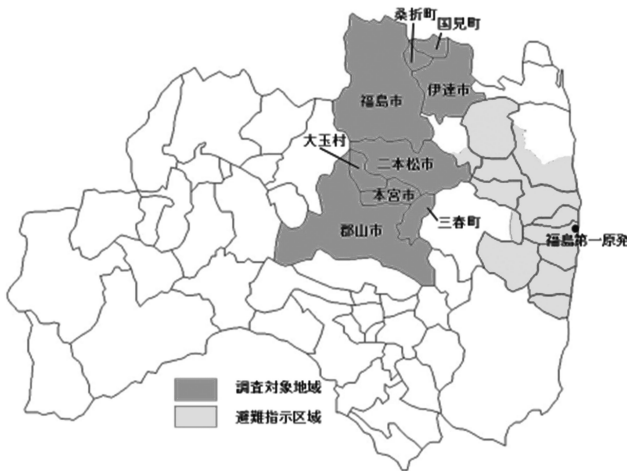 桑折町
国見町
伊達市
福島市
大玉村
二本松市
本宮市
三春町
郡山市
福島第一原発
調査対象地域
避難指示区域